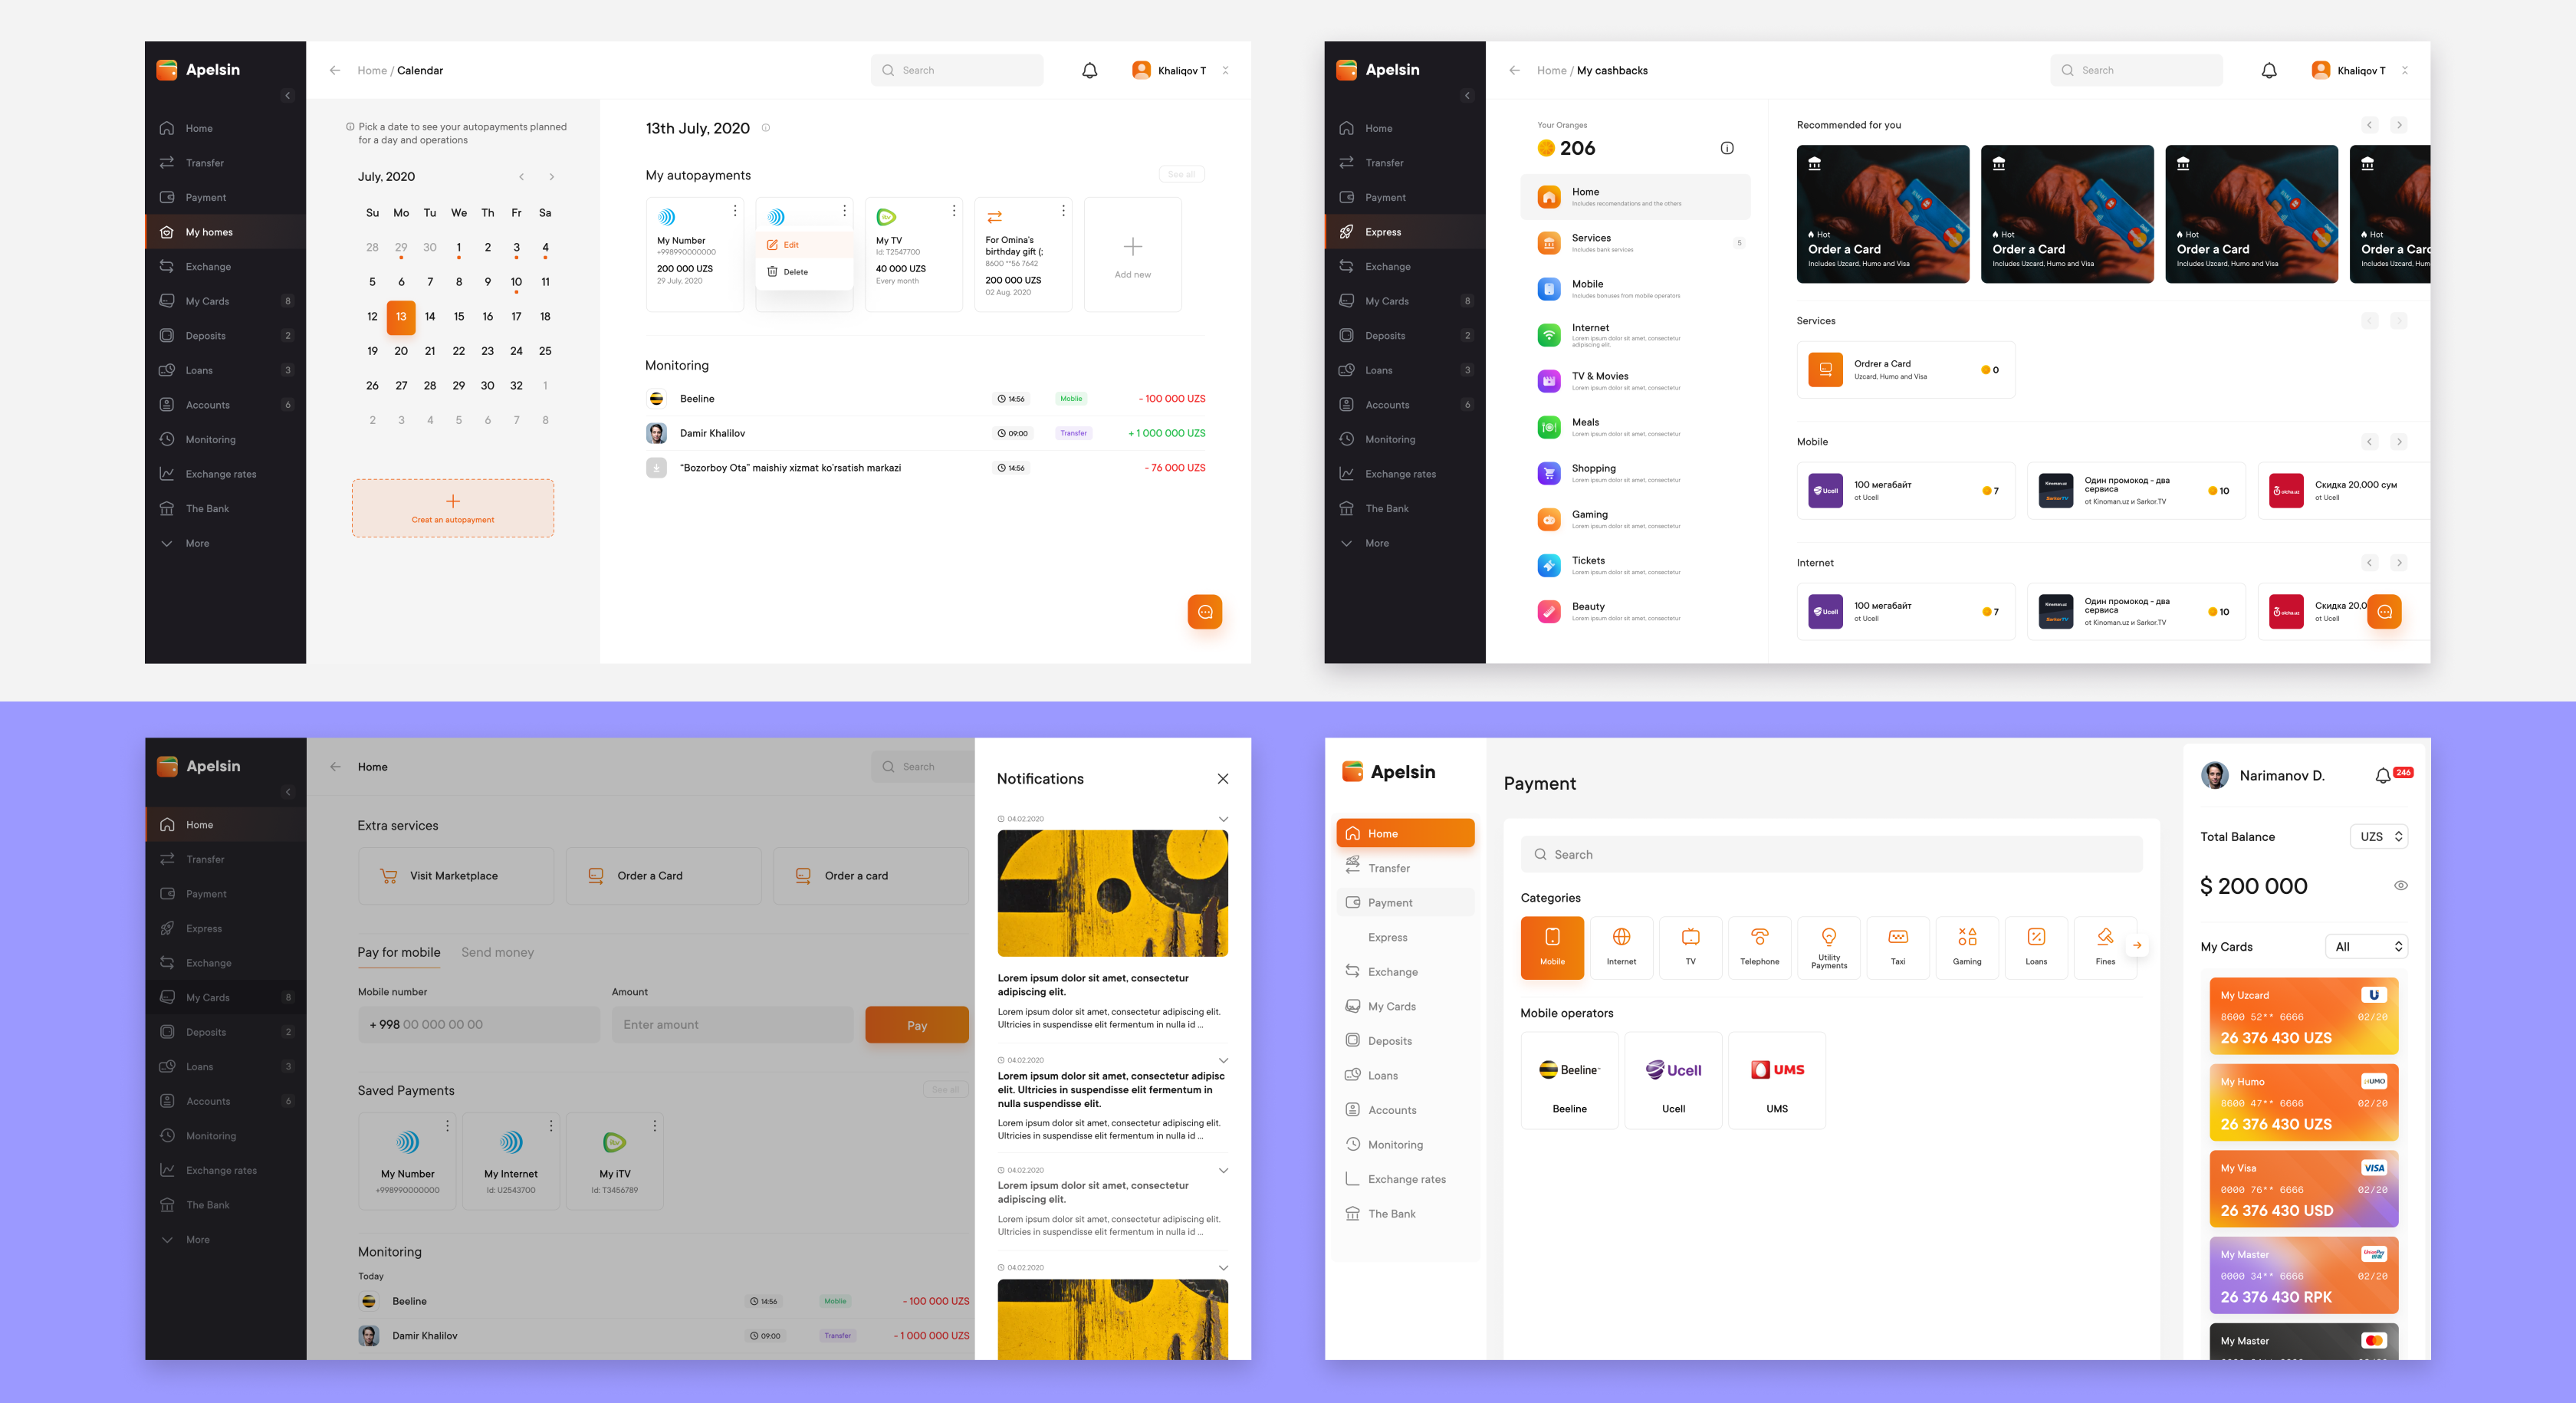 Apelsin
Home
Transfer
Payment
My homes
Exchange
My Cards 8
Deposits 2
Loans 3
Accounts 6
Monitoring
Exchange rates
The Bank
More
Home / Calendar
Search
Khaliqov T
Pick a date to see your autopayments planned
for a day and operations
July, 2020
Su Mo Tu We Th Fr Sa
28 29 30 1 2 3 4
5 6 7 8 9 10 11
12 13 14 15 16 17 18
19 20 21 22 23 24 25
26 27 28 29 30 32 1
2 3 4 5 6 7 8
Creat an autopayment
13th July, 2020
My autopayments
See all
My Number
+998990000000
200 000 UZS
29 July, 2020
Edit
Delete
My TV
Id: T2547700
40 000 UZS
Every month
For Omina's
birthday gift (;
8600 **56 7642
200 000 UZS
02 Aug. 2020
Add new
Monitoring
Beeline 14:56 Mobile - 100 000 UZS
Damir Khalilov 09:00 Transfer + 1 000 000 UZS
“Bozorboy Ota” maishiy xizmat ko’rsatish markazi 14:56 - 76 000 UZS
Apelsin
Home
Transfer
Payment
Express
Exchange
My Cards 8
Deposits 2
Loans 3
Accounts 6
Monitoring
Exchange rates
The Bank
More
Home / My cashbacks
Search
Khaliqov T
Your Oranges
206
Home
Includes recomendations and the others
Services 5
Includes bank services
Mobile
Includes bonuses from mobile operators
Internet
Lorem ipsum dolor sit amet, consectetur
adipiscing elit.
TV & Movies
Lorem ipsum dolor sit amet, consectetur
Meals
Lorem ipsum dolor sit amet, consectetur
Shopping
Lorem ipsum dolor sit amet, consectetur
Gaming
Lorem ipsum dolor sit amet, consectetur
Tickets
Lorem ipsum dolor sit amet, consectetur
Beauty
Lorem ipsum dolor sit amet, consectetur
Recommended for you
Hot
Order a Card
Includes Uzcard, Humo and Visa
Hot
Order a Card
Includes Uzcard, Humo and Visa
Hot
Order a Card
Includes Uzcard, Humo and Visa
Hot
Order a Card
Includes Uzcard, Hum
Services
Ordrer a Card
Uzcard, Humo and Visa
0
Mobile
Ucell
100 мегабайт
от Ucell
7
Kinoman.uz
SarkorTV
Один промокод - два
сервиса
от Kinoman.uz и Sarkor.TV
10
olcha.uz
Скидка 20,000 сум
от Ucell
Internet
Ucell
100 мегабайт
от Ucell
7
Kinoman.uz
SarkorTV
Один промокод - два
сервиса
от Kinoman.uz и Sarkor.TV
10
olcha.uz
Скидка 20,0
от Ucell
Apelsin
Home
Transfer
Payment
Express
Exchange
My Cards 8
Deposits 2
Loans 3
Accounts 6
Monitoring
Exchange rates
The Bank
More
Home
Search
Extra services
Visit Marketplace
Order a Card
Order a card
Pay for mobile Send money
Mobile number
+ 998 00 000 00 00
Amount
Enter amount
Pay
Saved Payments
See all
My Number
+998990000000
My Internet
Id: U2543700
My iTV
Id: T3456789
Monitoring
Today
Beeline 14:56 Mobile - 100 000 UZS
Damir Khalilov 09:00 Transfer - 1 000 000 UZS
Notifications
04.02.2020
Lorem ipsum dolor sit amet, consectetur
adipiscing elit.
Lorem ipsum dolor sit amet, consectetur adipiscing elit.
Ultricies in suspendisse elit fermentum in nulla id ...
04.02.2020
Lorem ipsum dolor sit amet, consectetur adipisc
elit. Ultricies in suspendisse elit fermentum in
nulla suspendisse elit.
Lorem ipsum dolor sit amet, consectetur adipiscing elit.
Ultricies in suspendisse elit fermentum in nulla id ...
04.02.2020
Lorem ipsum dolor sit amet, consectetur
adipiscing elit.
Lorem ipsum dolor sit amet, consectetur adipiscing elit.
Ultricies in suspendisse elit fermentum in nulla id ...
04.02.2020
Apelsin
Home
Transfer
Payment
Express
Exchange
My Cards
Deposits
Loans
Accounts
Monitoring
Exchange rates
The Bank
Payment
Search
Categories
Mobile
Internet
TV
Telephone
Utility
Payments
Taxi
Gaming
Loans
Fines
Mobile operators
Beeline
Beeline
Ucell
Ucell
UMS
UMS
Narimanov D.
246
Total Balance UZS
$ 200 000
My Cards All
My Uzcard
8600 52** 6666 02/20
26 376 430 UZS
My Humo HUMO
8600 47** 6666 02/20
26 376 430 UZS
My Visa VISA
0000 76** 6666 02/20
26 376 430 USD
My Master UnionPay
0000 34** 6666 02/20
26 376 430 RPK
My Master